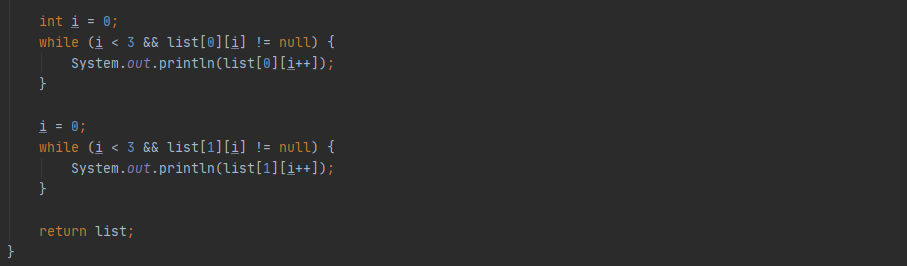 int i = 0;
while (i < 3 && list[0][i] != null) {
System.out.println(list[0][i++]);
}
i = 0;
while (i < 3 && list[1][i] != null) {
System.out.println(list[1][i++]);
}
return list;
}